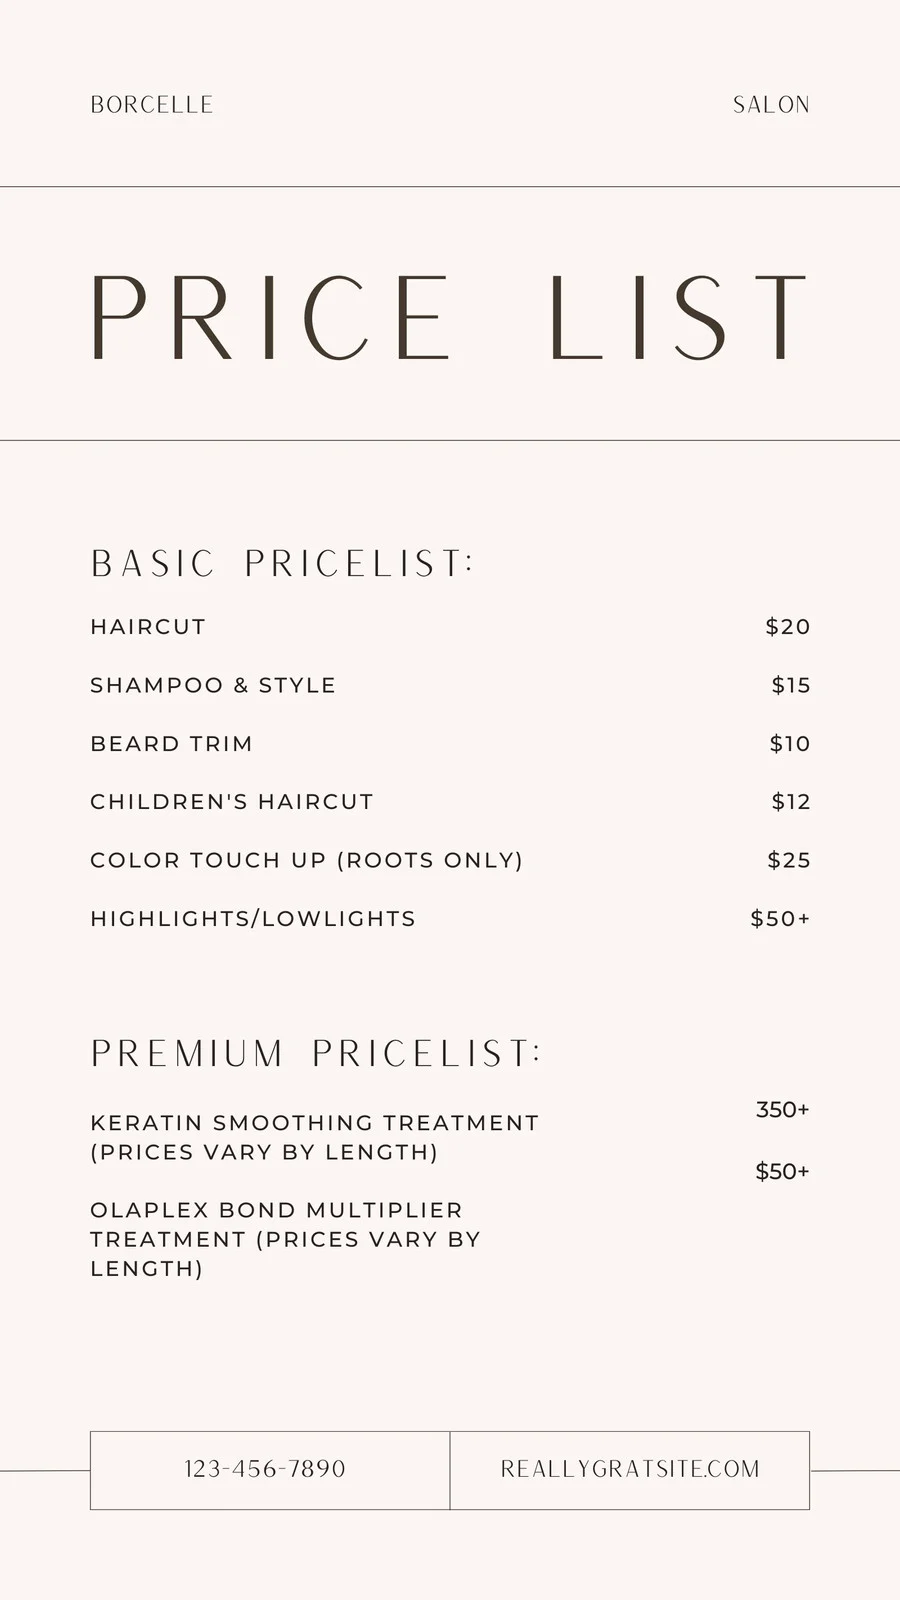 BORCELLE SALON
PRICE LIST
BASIC PRICELIST:
HAIRCUT $20
SHAMPOO & STYLE $15
BEARD TRIM $10
CHILDREN'S HAIRCUT $12
COLOR TOUCH UP (ROOTS ONLY) $25
HIGHLIGHTS/LOWLIGHTS $50+
PREMIUM PRICELIST:
KERATIN SMOOTHING TREATMENT 350+
(PRICES VARY BY LENGTH)
$50+
OLAPLEX BOND MULTIPLIER
TREATMENT (PRICES VARY BY
LENGTH)
123-456-7890 REALLYGRATSITE.COM